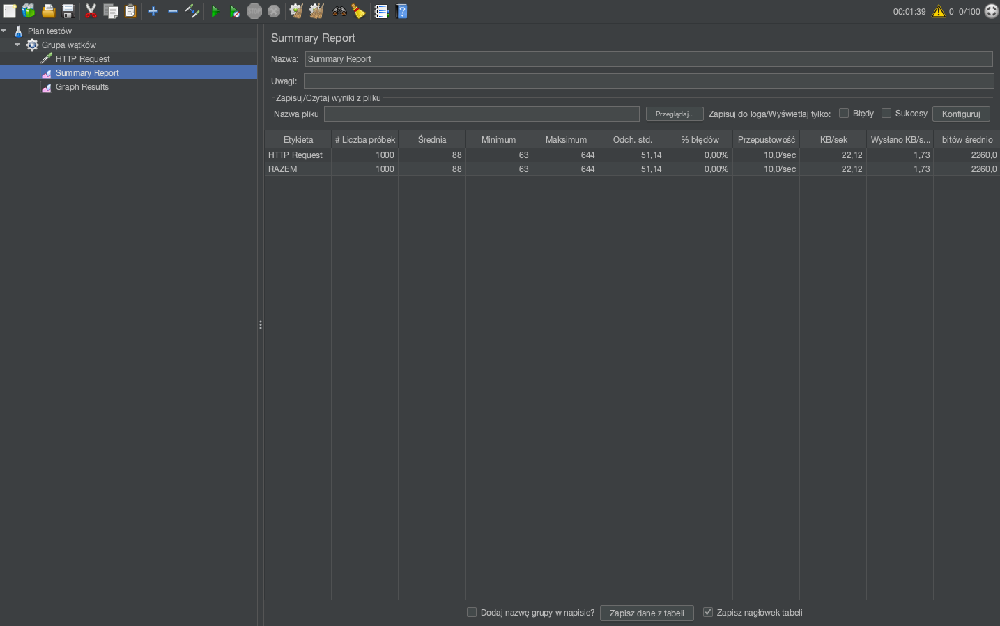 STOP
?
00:01:39 0 0/100
Plan testów
Grupa wątków
HTTP Request
Summary Report
Graph Results
Summary Report
Nazwa: Summary Report
Uwagi:
Zapisuj/Czytaj wyniki z pliku
Nazwa pliku Przeglądaj... Zapisuj do loga/Wyświetlaj tylko: Błędy Sukcesy Konfiguruj
Etykieta # Liczba próbek Średnia Minimum Maksimum Odch. std. % błędów Przepustowość KB/sek Wysłano KB/s... bitów średnio
HTTP Request 1000 88 63 644 51,14 0,00% 10,0/sec 22,12 1,73 2260,0
RAZEM 1000 88 63 644 51,14 0,00% 10,0/sec 22,12 1,73 2260,0
Dodaj nazwę grupy w napisie? Zapisz dane z tabeli Zapisz nagłówek tabeli